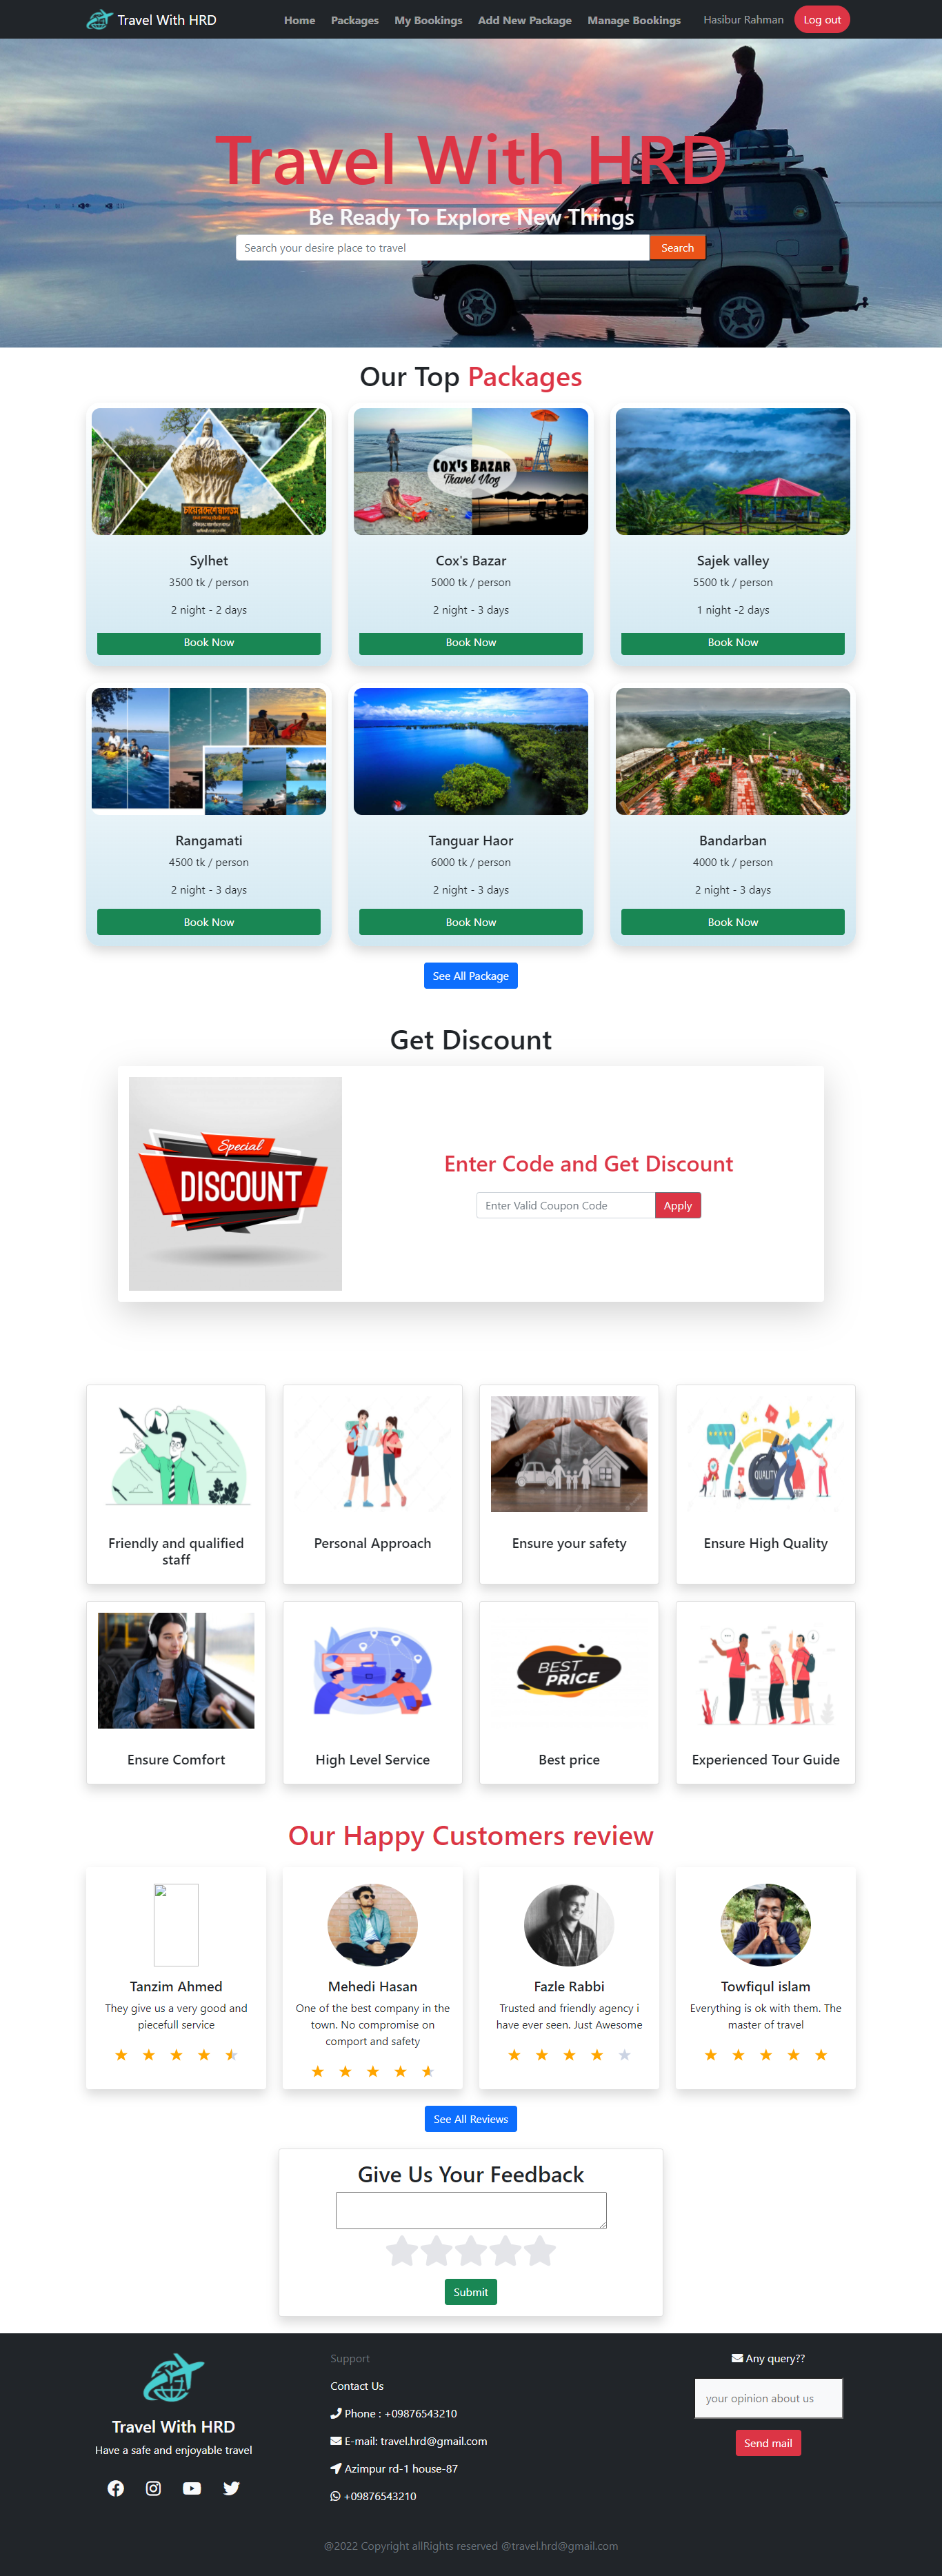 Travel With HRD
Home Packages My Bookings Add New Package Manage Bookings Hasibur Rahman Log out
Travel With HRD
Be Ready To Explore New Things
Search your desire place to travel Search
Our Top Packages
চায়ের দেশে স্বাগতম
COX'S BAZAR
Travel Vlog
Sylhet
3500 tk / person
2 night - 2 days
Book Now
Cox's Bazar
5000 tk / person
2 night - 3 days
Book Now
Sajek valley
5500 tk / person
1 night -2 days
Book Now
Rangamati
4500 tk / person
2 night - 3 days
Book Now
Tanguar Haor
6000 tk / person
2 night - 3 days
Book Now
Bandarban
4000 tk / person
2 night - 3 days
Book Now
See All Package
Get Discount
Special
DISCOUNT
Enter Code and Get Discount
Enter Valid Coupon Code Apply
Friendly and qualified
staff
Personal Approach
Ensure your safety
QUALITY
LOW
Ensure High Quality
Ensure Comfort
High Level Service
BEST
PRICE
Best price
Experienced Tour Guide
Our Happy Customers review
Tanzim Ahmed
They give us a very good and
piecefull service
Mehedi Hasan
One of the best company in the
town. No compromise on
comport and safety
Fazle Rabbi
Trusted and friendly agency i
have ever seen. Just Awesome
Towfiqul islam
Everything is ok with them. The
master of travel
See All Reviews
Give Us Your Feedback
Submit
Travel With HRD
Have a safe and enjoyable travel
Support
Contact Us
Phone : +09876543210
E-mail: travel.hrd@gmail.com
Azimpur rd-1 house-87
+09876543210
Any query??
your opinion about us
Send mail
@2022 Copyright allRights reserved @travel.hrd@gmail.com